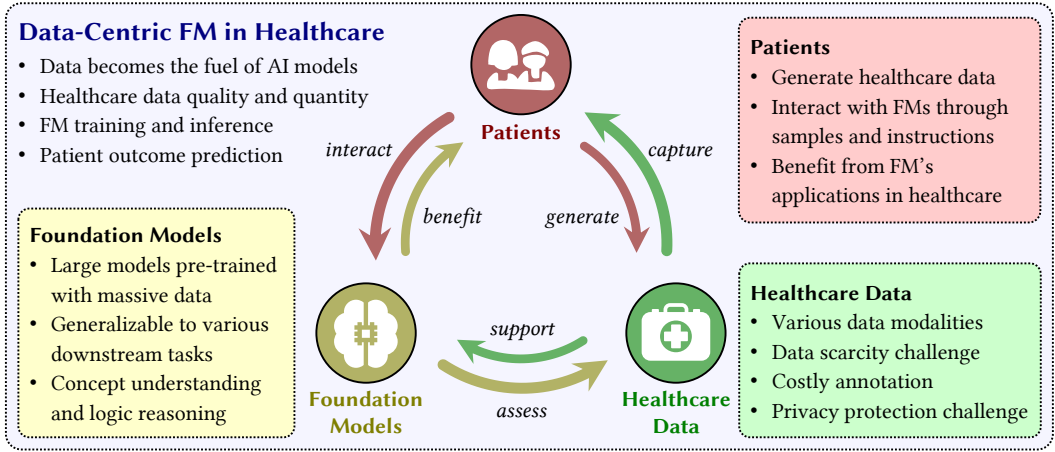 Data-Centric FM in Healthcare
• Data becomes the fuel of AI models
• Healthcare data quality and quantity
• FM training and inference
• Patient outcome prediction
Patients
interact
benefit
generate
capture
Patients
• Generate healthcare data
• Interact with FMs through
samples and instructions
• Benefit from FM’s
applications in healthcare
Foundation Models
• Large models pre-trained
with massive data
• Generalizable to various
downstream tasks
• Concept understanding
and logic reasoning
Foundation
Models
support
assess
Healthcare
Data
Healthcare Data
• Various data modalities
• Data scarcity challenge
• Costly annotation
• Privacy protection challenge